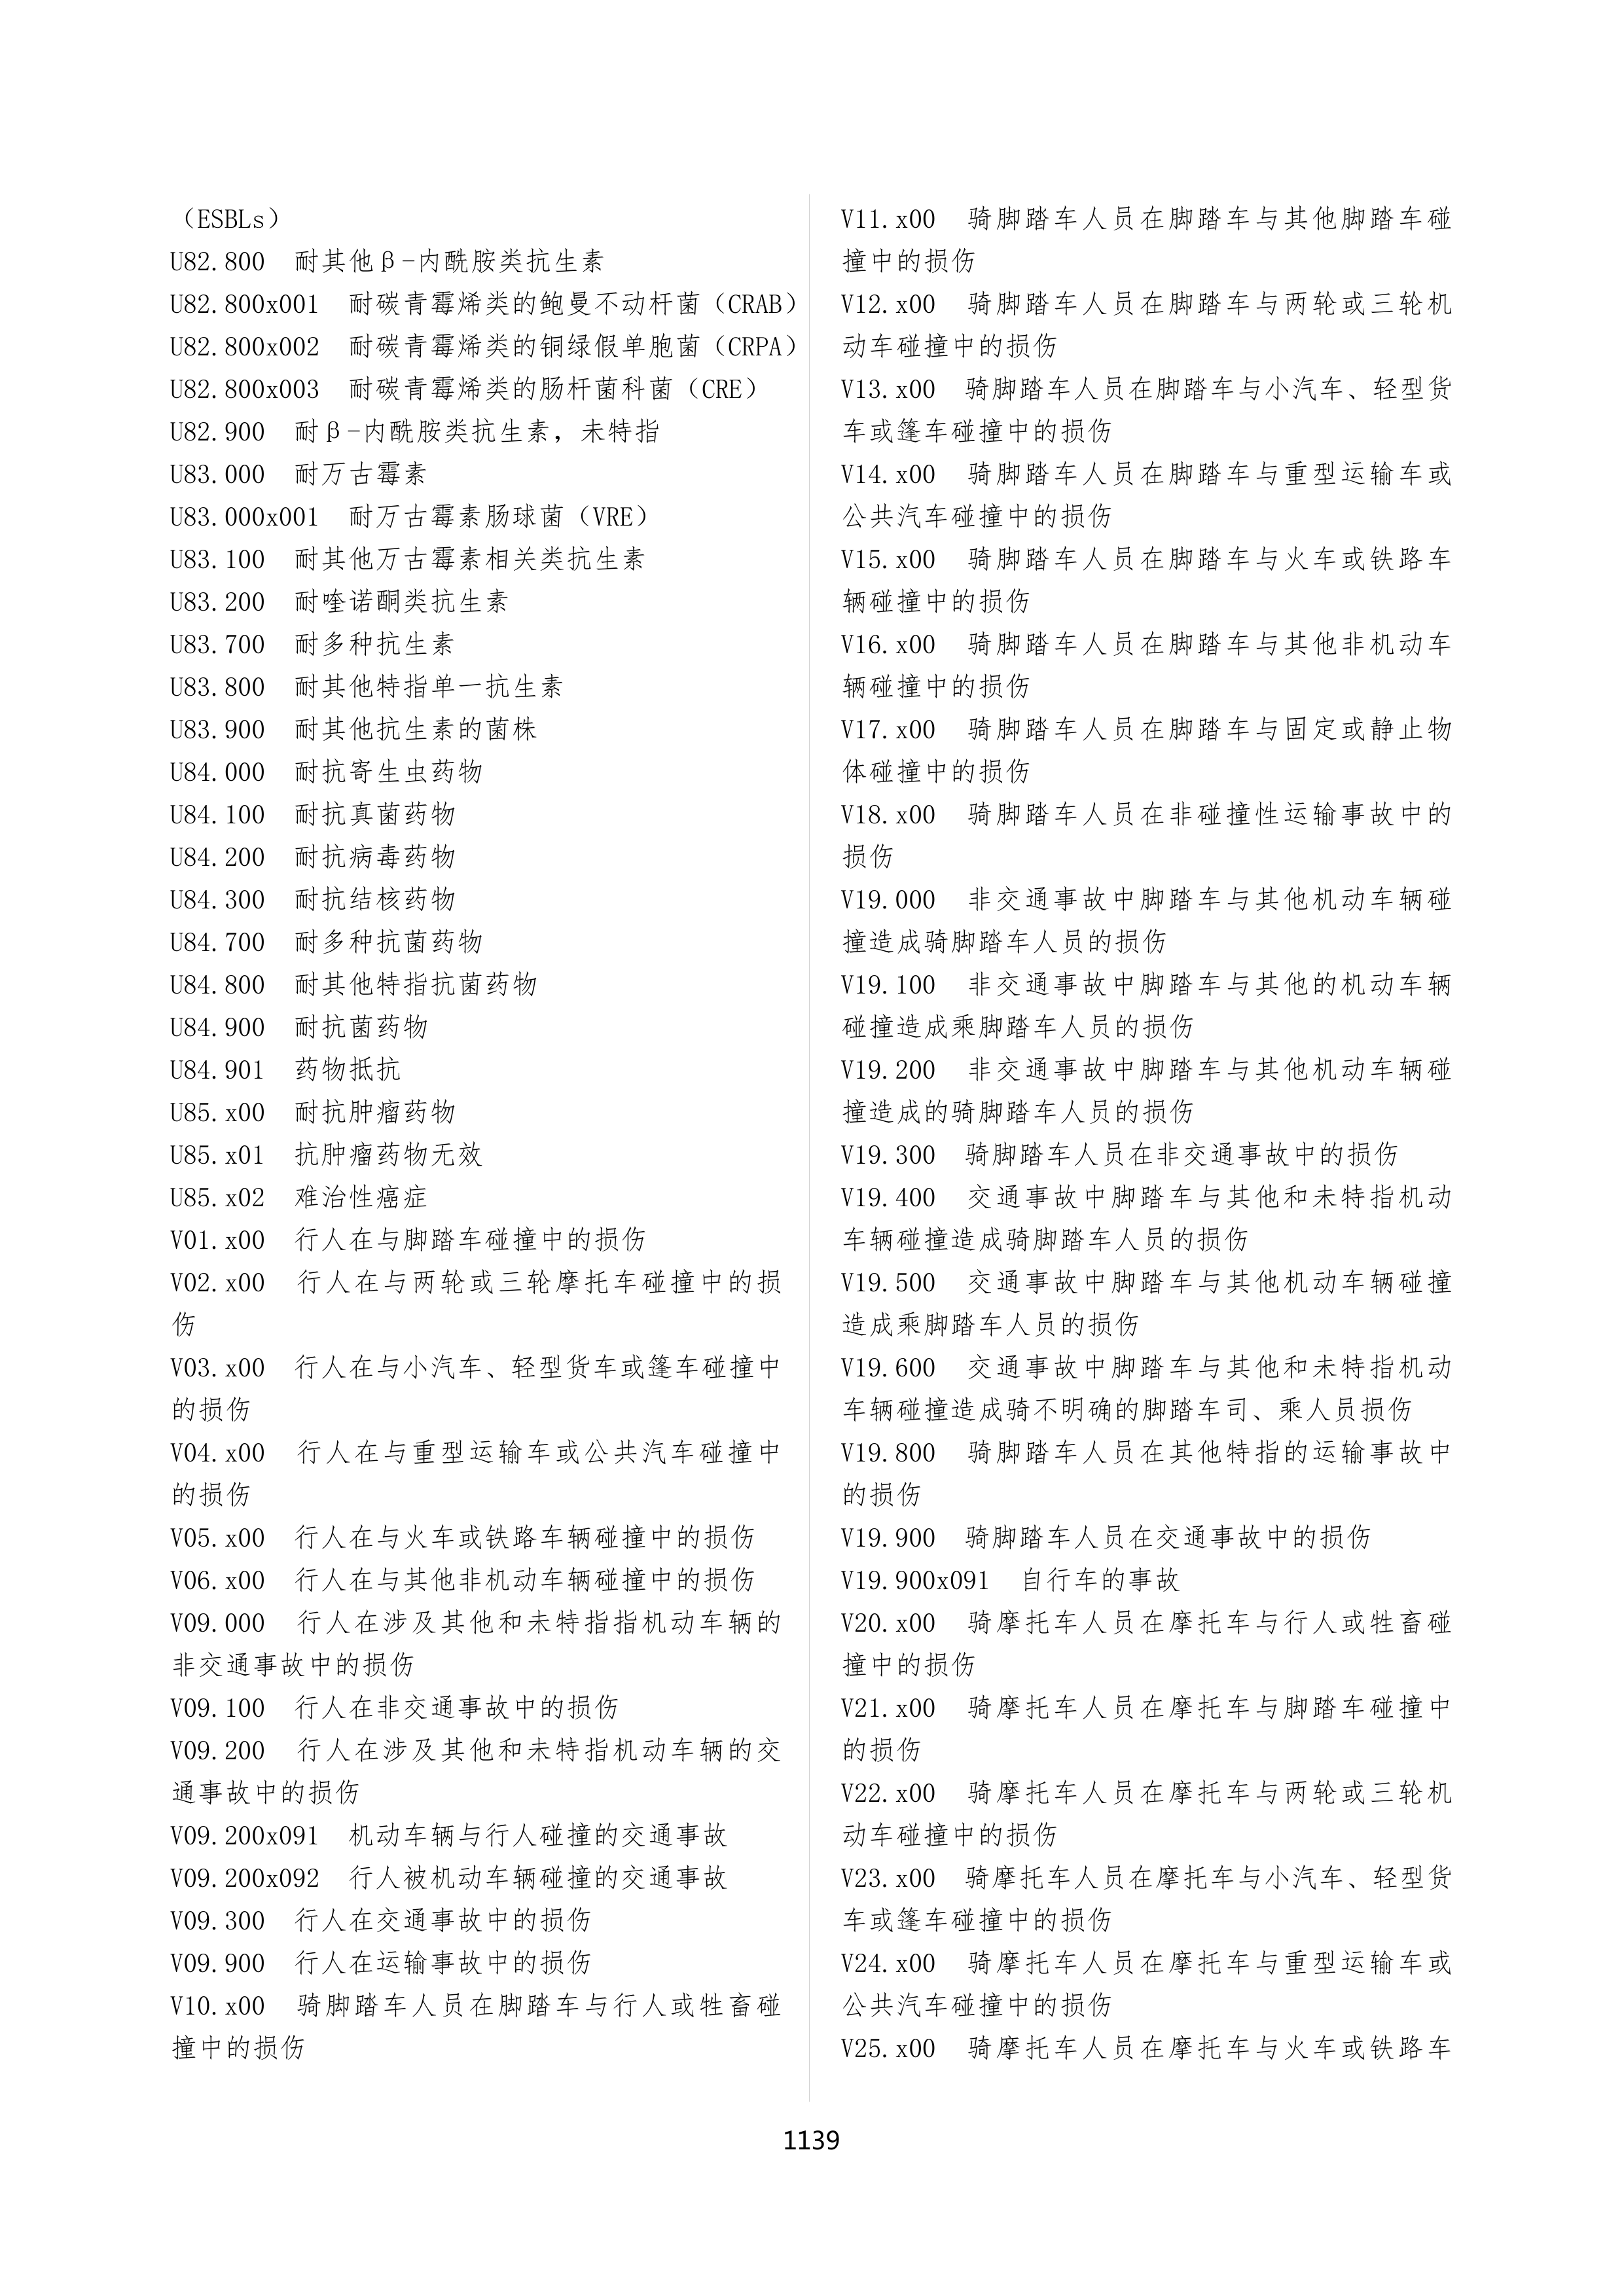 （ESBLs）
U82.800 耐其他β-内酰胺类抗生素
U82.800x001 耐碳青霉烯类的鲍曼不动杆菌（CRAB）
U82.800x002 耐碳青霉烯类的铜绿假单胞菌（CRPA）
U82.800x003 耐碳青霉烯类的肠杆菌科菌（CRE）
U82.900 耐β-内酰胺类抗生素，未特指
U83.000 耐万古霉素
U83.000x001 耐万古霉素肠球菌（VRE）
U83.100 耐其他万古霉素相关类抗生素
U83.200 耐喹诺酮类抗生素
U83.700 耐多种抗生素
U83.800 耐其他特指单一抗生素
U83.900 耐其他抗生素的菌株
U84.000 耐抗寄生虫药物
U84.100 耐抗真菌药物
U84.200 耐抗病毒药物
U84.300 耐抗结核药物
U84.700 耐多种抗菌药物
U84.800 耐其他特指抗菌药物
U84.900 耐抗菌药物
U84.901 药物抵抗
U85.x00 耐抗肿瘤药物
U85.x01 抗肿瘤药物无效
U85.x02 难治性癌症
V01.x00 行人在与脚踏车碰撞中的损伤
V02.x00 行人在与两轮或三轮摩托车碰撞中的损
伤
V03.x00 行人在与小汽车、轻型货车或篷车碰撞中
的损伤
V04.x00 行人在与重型运输车或公共汽车碰撞中
的损伤
V05.x00 行人在与火车或铁路车辆碰撞中的损伤
V06.x00 行人在与其他非机动车辆碰撞中的损伤
V09.000 行人在涉及其他和未特指指机动车辆的
非交通事故中的损伤
V09.100 行人在非交通事故中的损伤
V09.200 行人在涉及其他和未特指机动车辆的交
通事故中的损伤
V09.200x091 机动车辆与行人碰撞的交通事故
V09.200x092 行人被机动车辆碰撞的交通事故
V09.300 行人在交通事故中的损伤
V09.900 行人在运输事故中的损伤
V10.x00 骑脚踏车人员在脚踏车与行人或牲畜碰
撞中的损伤
V11.x00 骑脚踏车人员在脚踏车与其他脚踏车碰
撞中的损伤
V12.x00 骑脚踏车人员在脚踏车与两轮或三轮机
动车碰撞中的损伤
V13.x00 骑脚踏车人员在脚踏车与小汽车、轻型货
车或篷车碰撞中的损伤
V14.x00 骑脚踏车人员在脚踏车与重型运输车或
公共汽车碰撞中的损伤
V15.x00 骑脚踏车人员在脚踏车与火车或铁路车
辆碰撞中的损伤
V16.x00 骑脚踏车人员在脚踏车与其他非机动车
辆碰撞中的损伤
V17.x00 骑脚踏车人员在脚踏车与固定或静止物
体碰撞中的损伤
V18.x00 骑脚踏车人员在非碰撞性运输事故中的
损伤
V19.000 非交通事故中脚踏车与其他机动车辆碰
撞造成骑脚踏车人员的损伤
V19.100 非交通事故中脚踏车与其他的机动车辆
碰撞造成乘脚踏车人员的损伤
V19.200 非交通事故中脚踏车与其他机动车辆碰
撞造成的骑脚踏车人员的损伤
V19.300 骑脚踏车人员在非交通事故中的损伤
V19.400 交通事故中脚踏车与其他和未特指机动
车辆碰撞造成骑脚踏车人员的损伤
V19.500 交通事故中脚踏车与其他机动车辆碰撞
造成乘脚踏车人员的损伤
V19.600 交通事故中脚踏车与其他和未特指机动
车辆碰撞造成骑不明确的脚踏车司、乘人员损伤
V19.800 骑脚踏车人员在其他特指的运输事故中
的损伤
V19.900 骑脚踏车人员在交通事故中的损伤
V19.900x091 自行车的事故
V20.x00 骑摩托车人员在摩托车与行人或牲畜碰
撞中的损伤
V21.x00 骑摩托车人员在摩托车与脚踏车碰撞中
的损伤
V22.x00 骑摩托车人员在摩托车与两轮或三轮机
动车碰撞中的损伤
V23.x00 骑摩托车人员在摩托车与小汽车、轻型货
车或篷车碰撞中的损伤
V24.x00 骑摩托车人员在摩托车与重型运输车或
公共汽车碰撞中的损伤
V25.x00 骑摩托车人员在摩托车与火车或铁路车
1139